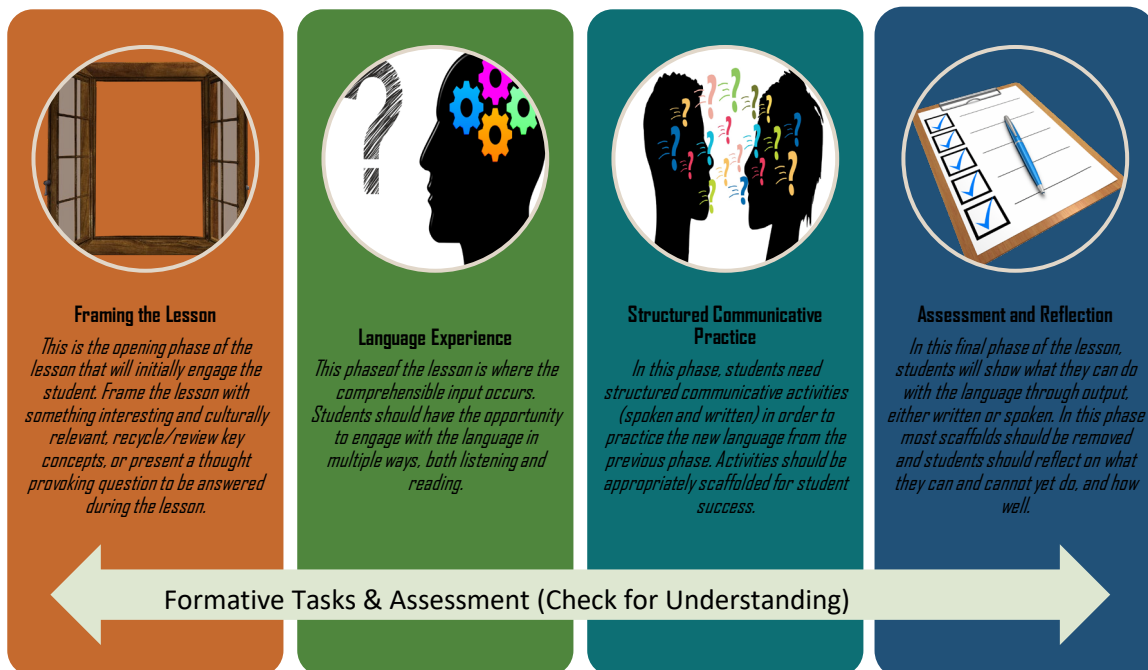 Framing the Lesson
This is the opening phase of the
lesson that will initially engage the
student. Frame the lesson with
something interesting and culturally
relevant, recycle/review key
concepts, or present a thought
provoking question to be answered
during the lesson.
Language Experience
This phaseof the lesson is where the
comprehensible input occurs.
Students should have the opportunity
to engage with the language in
multiple ways, both listening and
reading.
Structured Communicative
Practice
In this phase, students need
structured communicative activities
(spoken and written) in order to
practice the new language from the
previous phase. Activities should be
appropriately scaffolded for student
success.
Assessment and Reflection
In this final phase of the lesson,
students will show what they can do
with the language through output,
either written or spoken. In this phase
most scaffolds should be removed
and students should reflect on what
they can and cannot yet do, and how
well.
Formative Tasks & Assessment (Check for Understanding)